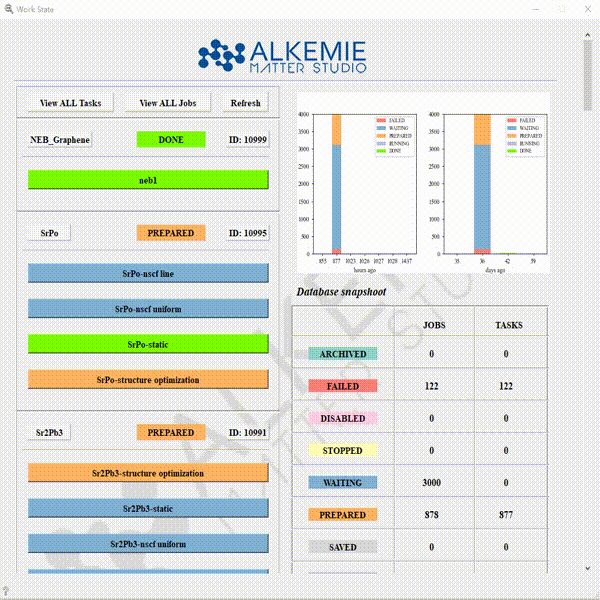 Work State
ALKEMIE
MATTER STUDIO
View ALL Tasks View ALL Jobs Refresh
NEB_Graphene DONE ID: 10999
neb1
SrPo PREPARED ID: 10995
SrPo-nscf line
SrPo-nscf uniform
SrPo-static
SrPo-structure optimization
Sr2Pb3 PREPARED ID: 10991
Sr2Pb3-structure optimization
Sr2Pb3-static
Sr2Pb3-nscf uniform
4000
3500
3000
2500
2000
1500
1000
500
0
FAILED
WAITING
PREPARED
RUNNING
DONE
855 877 1023 1026 1027 1028 1437
hours ago
4000
3500
3000
2500
2000
1500
1000
500
0
FAILED
WAITING
PREPARED
RUNNING
DONE
35 36 42 59
days ago
Database snapshoot
JOBS TASKS
ARCHIVED 0 0
FAILED 122 122
DISABLED 0 0
STOPPED 0 0
WAITING 3000 0
PREPARED 878 877
SAVED 0 0